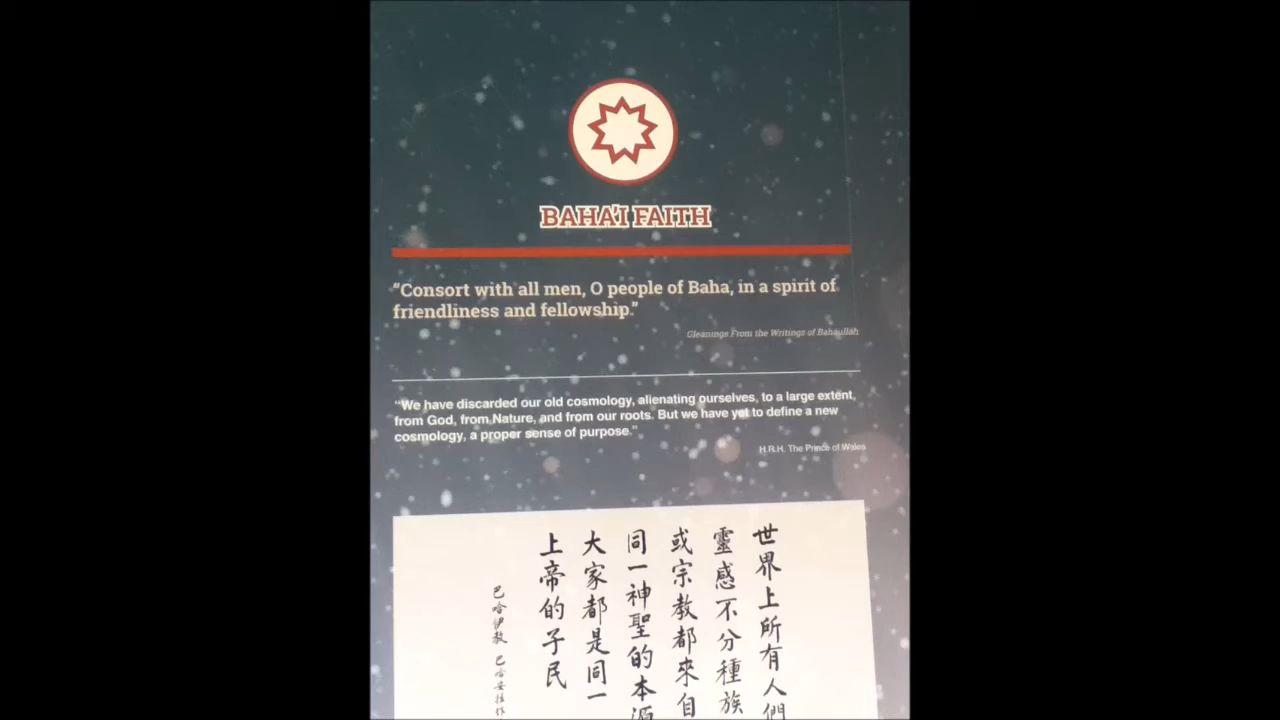 BAHA'I FAITH
“Consort with all men, O people of Baha, in a spirit of
friendliness and fellowship.”
Gleanings From the Writings of Bahaullah
“We have discarded our old cosmology, alienating ourselves, to a large extent,
from God, from Nature, and from our roots. But we have yet to define a new
cosmology, a proper sense of purpose.”
H.R.H. The Prince of Wales
世界上所有人們
靈感不分種族
或宗教都來自
同一神聖的本源
大家都是同一
上帝的子民
巴哈伊教 巴哈